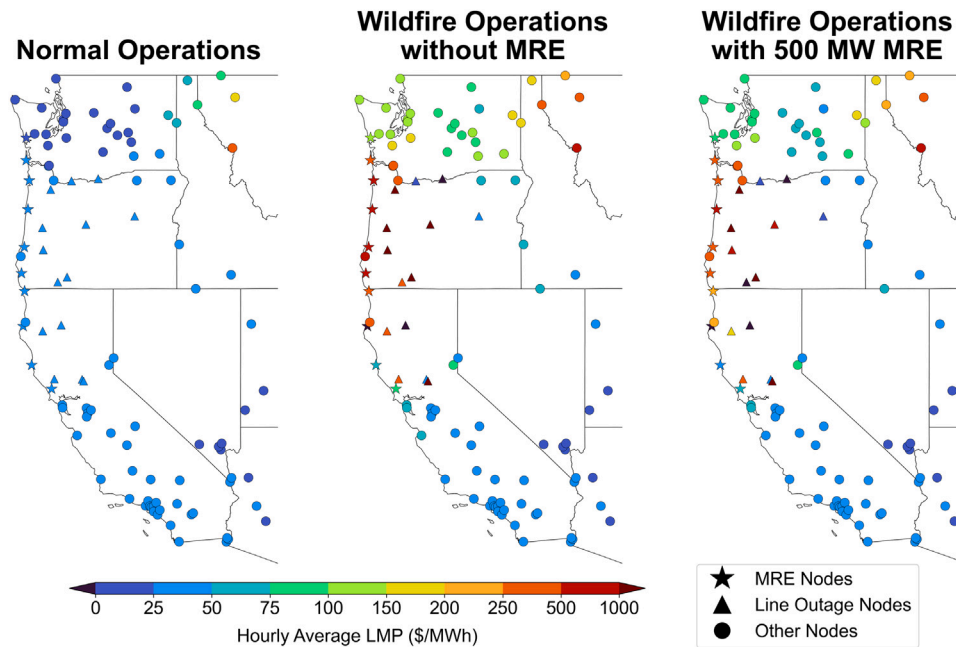 Normal Operations
Wildfire Operations
without MRE
Wildfire Operations
with 500 MW MRE
0 25 50 75 100 150 200 250 500 1000
Hourly Average LMP ($/MWh)
MRE Nodes
Line Outage Nodes
Other Nodes